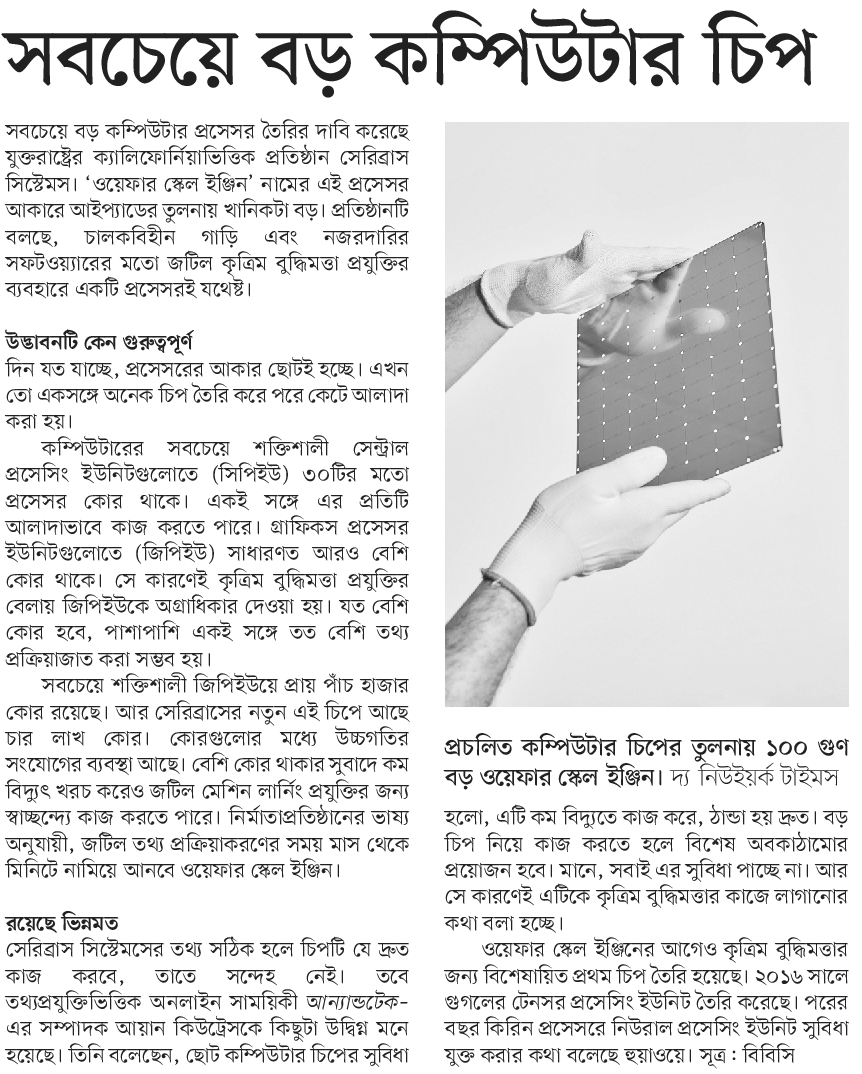 সবচেয়ে বড় কম্পিউটার চিপ
সবচেয়ে বড় কম্পিউটার প্রসেসর তৈরির দাবি করেছে
যুক্তরাষ্ট্রের ক্যালিফোর্নিয়াভিত্তিক প্রতিষ্ঠান সেরিব্রাস
সিস্টেমস। ‘ওয়েফার স্কেল ইঞ্জিন’ নামের এই প্রসেসর
আকারে আইপ্যাডের তুলনায় খানিকটা বড়। প্রতিষ্ঠানটি
বলছে, চালকবিহীন গাড়ি এবং নজরদারির
সফটওয়্যারের মতো জটিল কৃত্রিম বুদ্ধিমত্তা প্রযুক্তির
ব্যবহারে একটি প্রসেসরই যথেষ্ট।
উদ্ভাবনটি কেন গুরুত্বপূর্ণ
দিন যত যাচ্ছে, প্রসেসরের আকার ছোটই হচ্ছে। এখন
তো একসঙ্গে অনেক চিপ তৈরি করে পরে কেটে আলাদা
করা হয়।
কম্পিউটারের সবচেয়ে শক্তিশালী সেন্ট্রাল
প্রসেসিং ইউনিটগুলোতে (সিপিইউ) ৩০টির মতো
প্রসেসর কোর থাকে। একই সঙ্গে এর প্রতিটি
আলাদাভাবে কাজ করতে পারে। গ্রাফিকস প্রসেসর
ইউনিটগুলোতে (জিপিইউ) সাধারণত আরও বেশি
কোর থাকে। সে কারণেই কৃত্রিম বুদ্ধিমত্তা প্রযুক্তির
বেলায় জিপিইউকে অগ্রাধিকার দেওয়া হয়। যত বেশি
কোর হবে, পাশাপাশি একই সঙ্গে তত বেশি তথ্য
প্রক্রিয়াজাত করা সম্ভব হয়।
সবচেয়ে শক্তিশালী জিপিইউয়ে প্রায় পাঁচ হাজার
কোর রয়েছে। আর সেরিব্রাসের নতুন এই চিপে আছে
চার লাখ কোর। কোরগুলোর মধ্যে উচ্চগতির
সংযোগের ব্যবস্থা আছে। বেশি কোর থাকার সুবাদে কম
বিদ্যুৎ খরচ করেও জটিল মেশিন লার্নিং প্রযুক্তির জন্য
স্বাচ্ছন্দ্যে কাজ করতে পারে। নির্মাতাপ্রতিষ্ঠানের ভাষ্য
অনুযায়ী, জটিল তথ্য প্রক্রিয়াকরণের সময় মাস থেকে
মিনিটে নামিয়ে আনবে ওয়েফার স্কেল ইঞ্জিন।
রয়েছে ভিন্নমত
সেরিব্রাস সিস্টেমসের তথ্য সঠিক হলে চিপটি যে দ্রুত
কাজ করবে, তাতে সন্দেহ নেই। তবে
তথ্যপ্রযুক্তিভিত্তিক অনলাইন সাময়িকী আন্যান্ডটেক-
এর সম্পাদক আয়ান কিউট্রেসকে কিছুটা উদ্বিগ্ন মনে
হয়েছে। তিনি বলেছেন, ছোট কম্পিউটার চিপের সুবিধা
প্রচলিত কম্পিউটার চিপের তুলনায় ১০০ গুণ
বড় ওয়েফার স্কেল ইঞ্জিন। দ্য নিউইয়র্ক টাইমস
হলো, এটি কম বিদ্যুতে কাজ করে, ঠান্ডা হয় দ্রুত। বড়
চিপ নিয়ে কাজ করতে হলে বিশেষ অবকাঠামোর
প্রয়োজন হবে। মানে, সবাই এর সুবিধা পাচ্ছে না। আর
সে কারণেই এটিকে কৃত্রিম বুদ্ধিমত্তার কাজে লাগানোর
কথা বলা হচ্ছে।
ওয়েফার স্কেল ইঞ্জিনের আগেও কৃত্রিম বুদ্ধিমত্তার
জন্য বিশেষায়িত প্রথম চিপ তৈরি হয়েছে। ২০১৬ সালে
গুগলের টেনসর প্রসেসিং ইউনিট তৈরি করেছে। পরের
বছর কিরিন প্রসেসরে নিউরাল প্রসেসিং ইউনিট সুবিধা
যুক্ত করার কথা বলেছে হুয়াওয়ে। সূত্র : বিবিসি